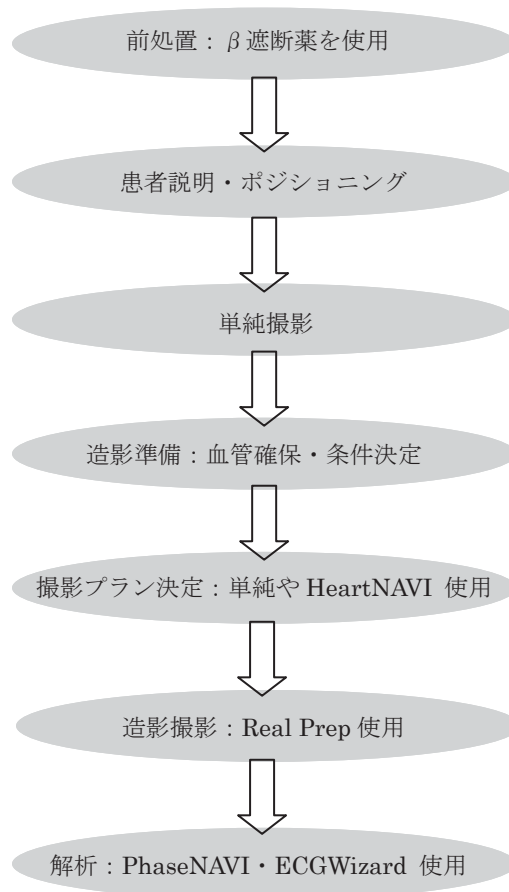 前処置：β遮断薬を使用
患者説明・ポジショニング
単純撮影
造影準備：血管確保・条件決定
撮影プラン決定：単純や HeartNAVI 使用
造影撮影：Real Prep 使用
解析：PhaseNAVI・ECGWizard 使用